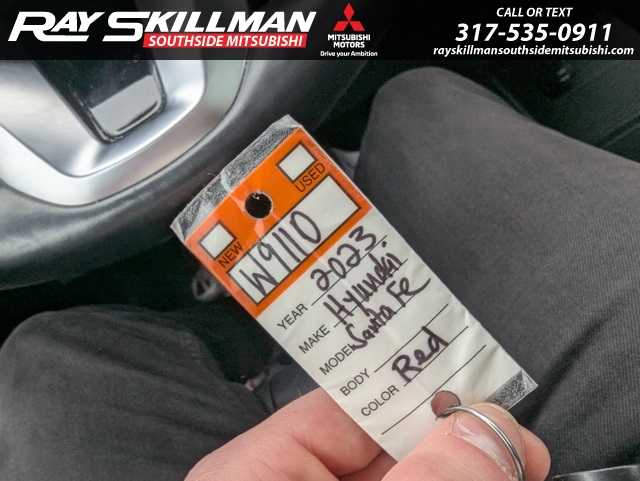 RAY SKILLMAN
SOUTHSIDE MITSUBISHI
MITSUBISHI
MOTORS
Drive your Ambition
CALL OR TEXT
317-535-0911
rayskillmansouthsidemitsubishi.com
NEW USED
W9110
YEAR 2023
MAKE Hyundai
MODEL Santa Fe
BODY
COLOR Red